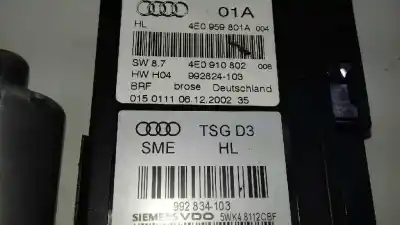 01A
HL 4E0 959 801A 004
SW 8.7 4E0 910 802 006
HW H04 992824-103
BRF brose Deutschland
015 0111 06.12.2002 35
TSG D3
SME HL
992 834-103
SIEMENS VDO 5WK4 8112CBF